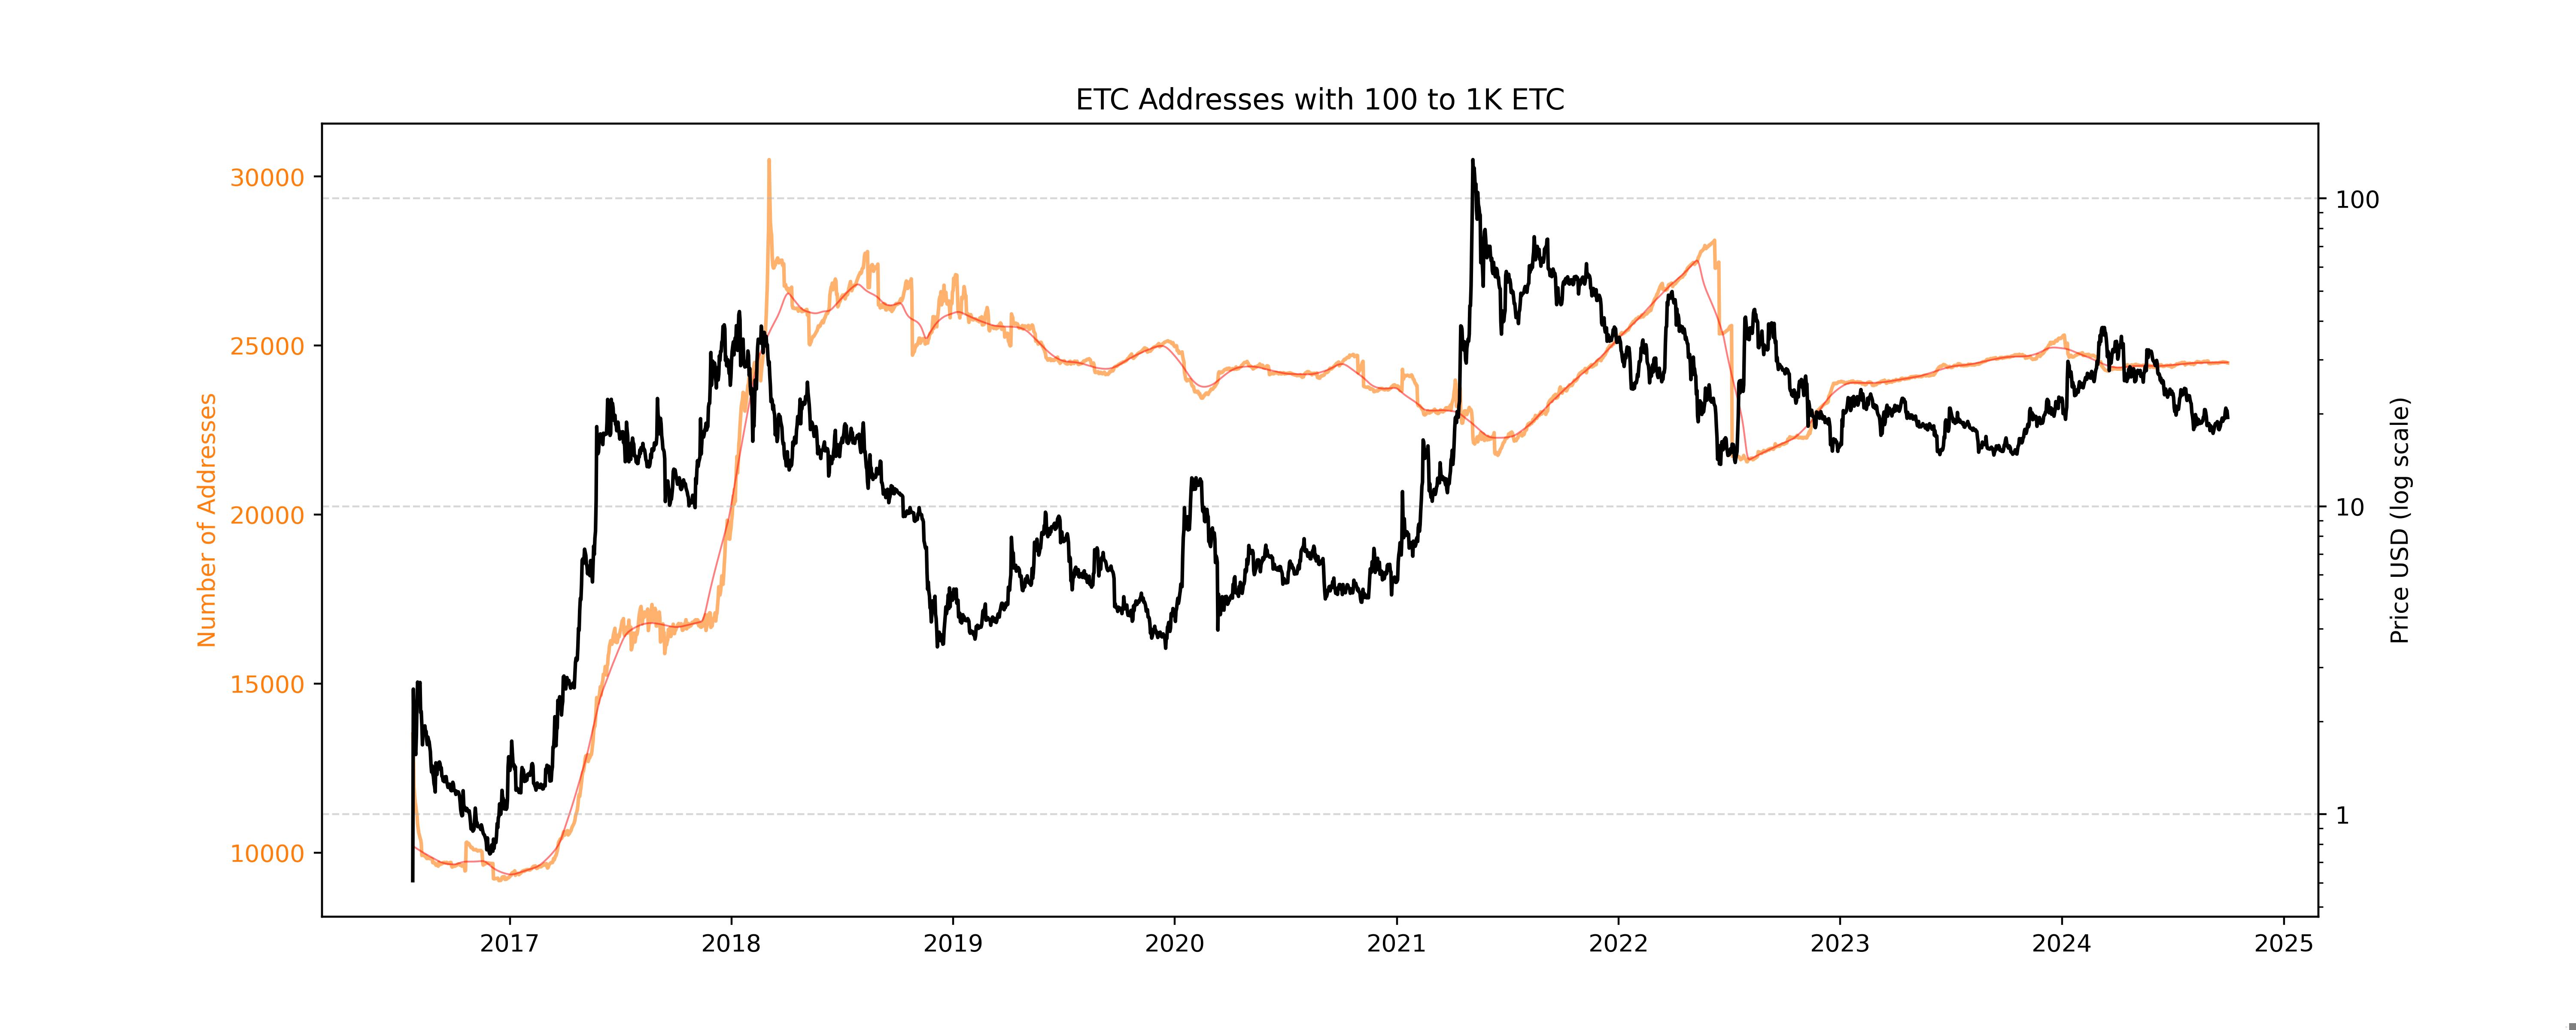 ETC Addresses with 100 to 1K ETC
Number of Addresses
30000
25000
20000
15000
10000
100
10
1
Price USD (log scale)
2017 2018 2019 2020 2021 2022 2023 2024 2025